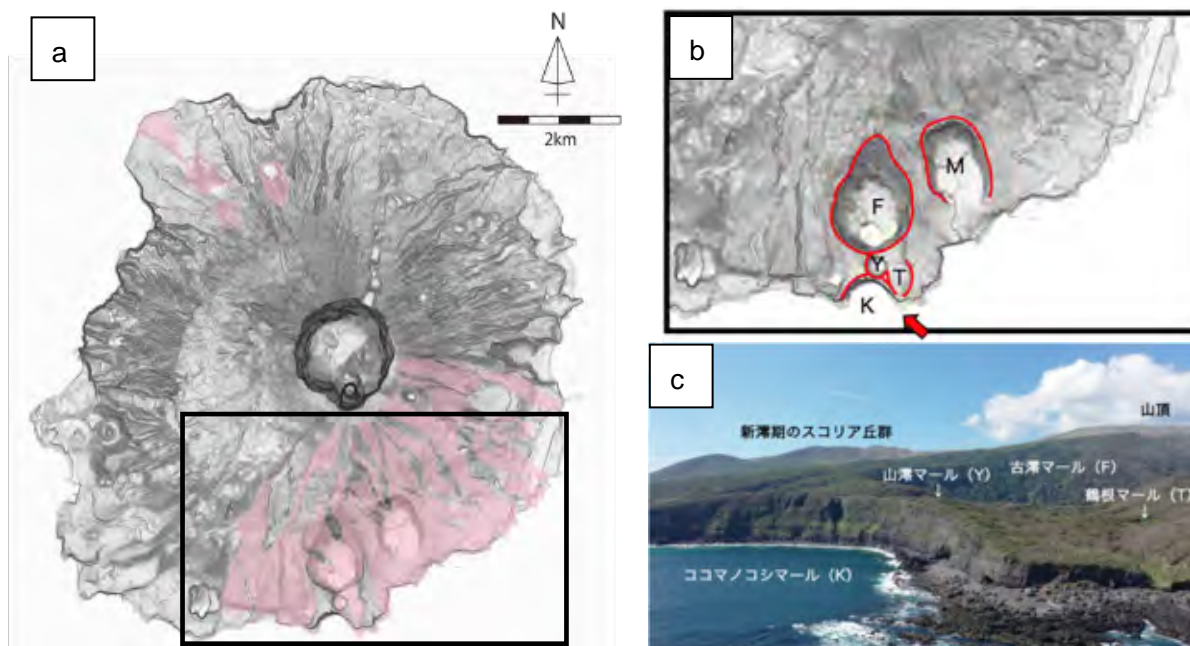 a
N
2km
b
M
F
Y
T
K
c
山頂
新澪期のスコリア丘群
古澪マール（F）
山澪マール（Y）
鶴根マール（T）
ココマノコシマール（K）